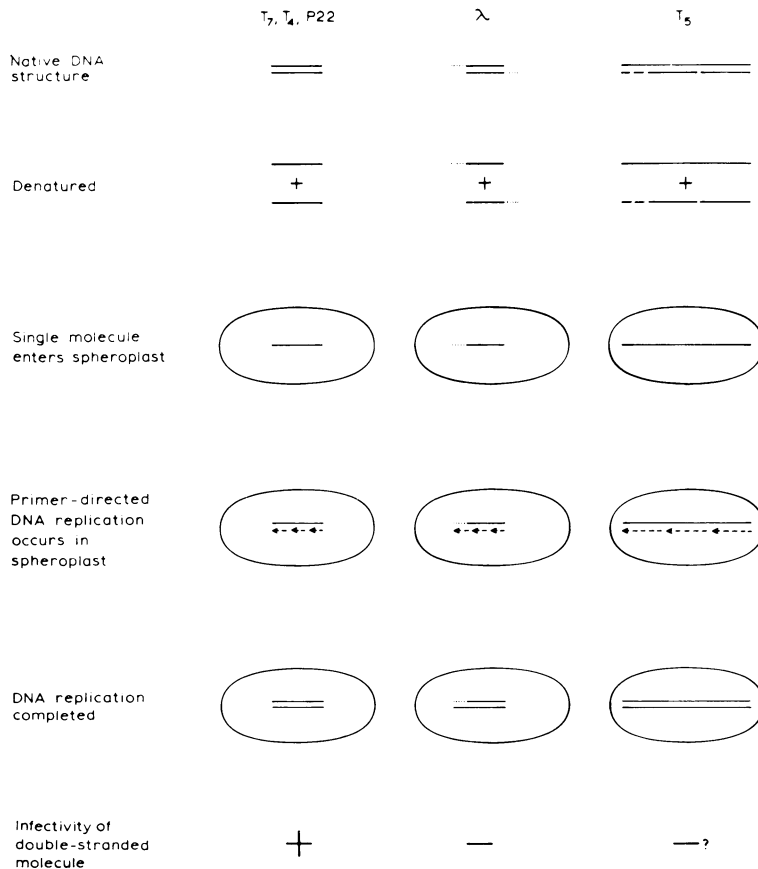 T₇, T₄, P22
λ
T₅
Native DNA
structure
Denatured
+
+
+
Single molecule
enters spheroplast
Primer-directed
DNA replication
occurs in
spheroplast
DNA replication
completed
Infectivity of
double-stranded
molecule
+
—
— ?